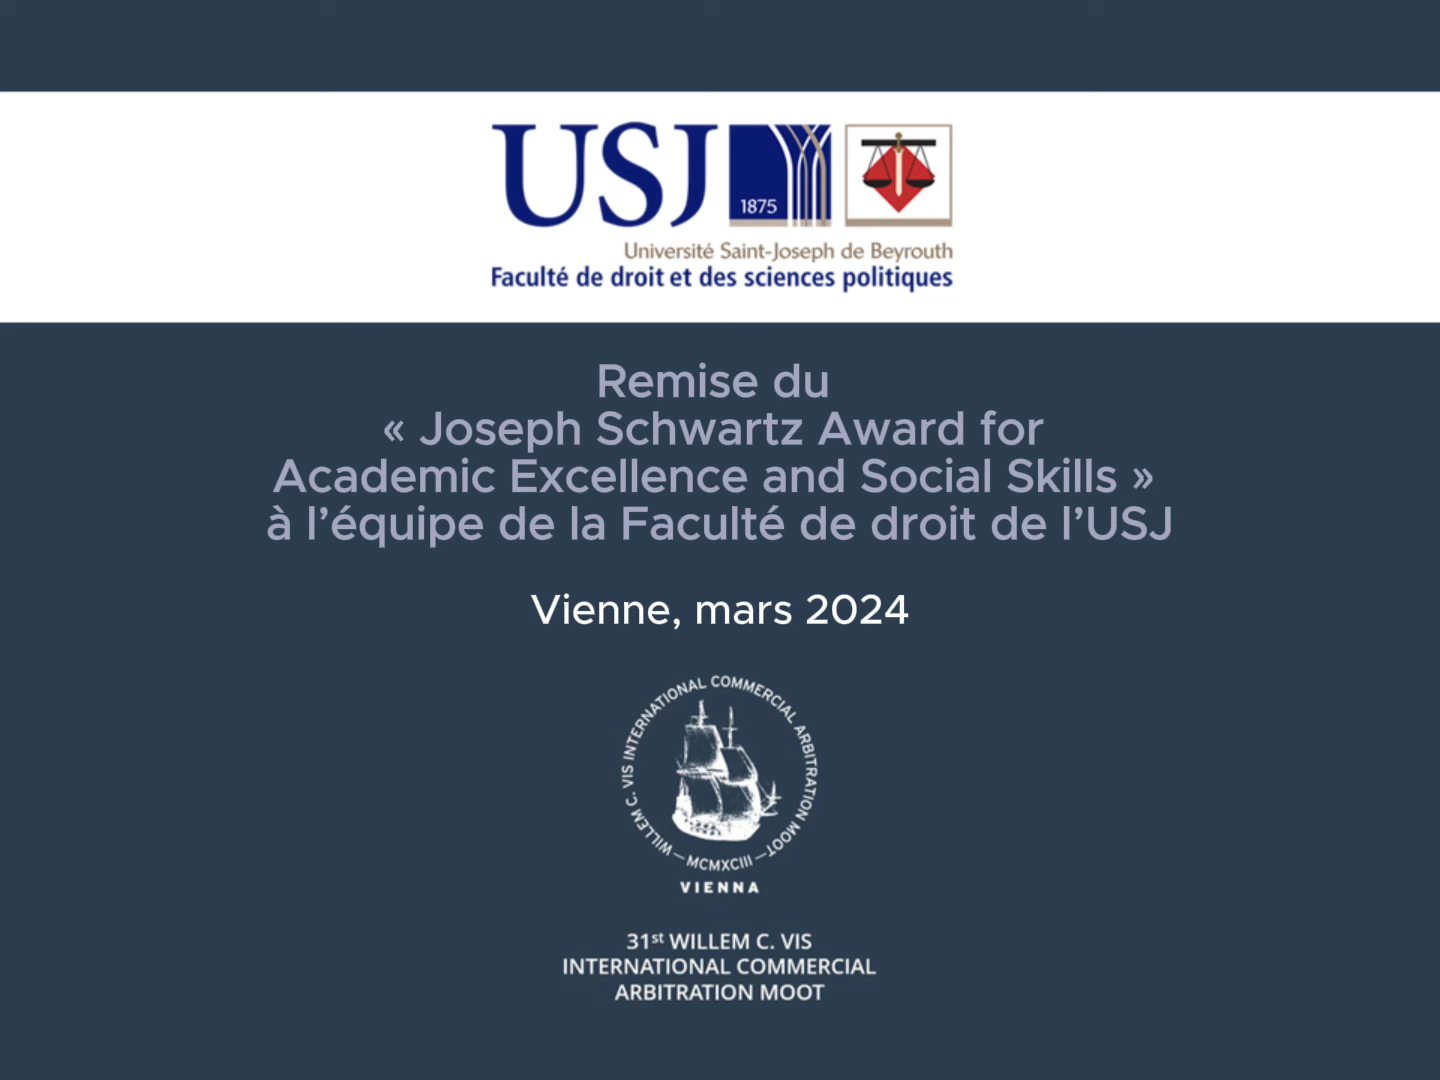 USJ
1875
Université Saint-Joseph de Beyrouth
Faculté de droit et des sciences politiques
Remise du
« Joseph Schwartz Award for
Academic Excellence and Social Skills »
à l’équipe de la Faculté de droit de l’USJ
Vienne, mars 2024
WILLEM C. VIS INTERNATIONAL COMMERCIAL ARBITRATION MOOT
— MCMXCIII —
VIENNA
31st WILLEM C. VIS
INTERNATIONAL COMMERCIAL
ARBITRATION MOOT